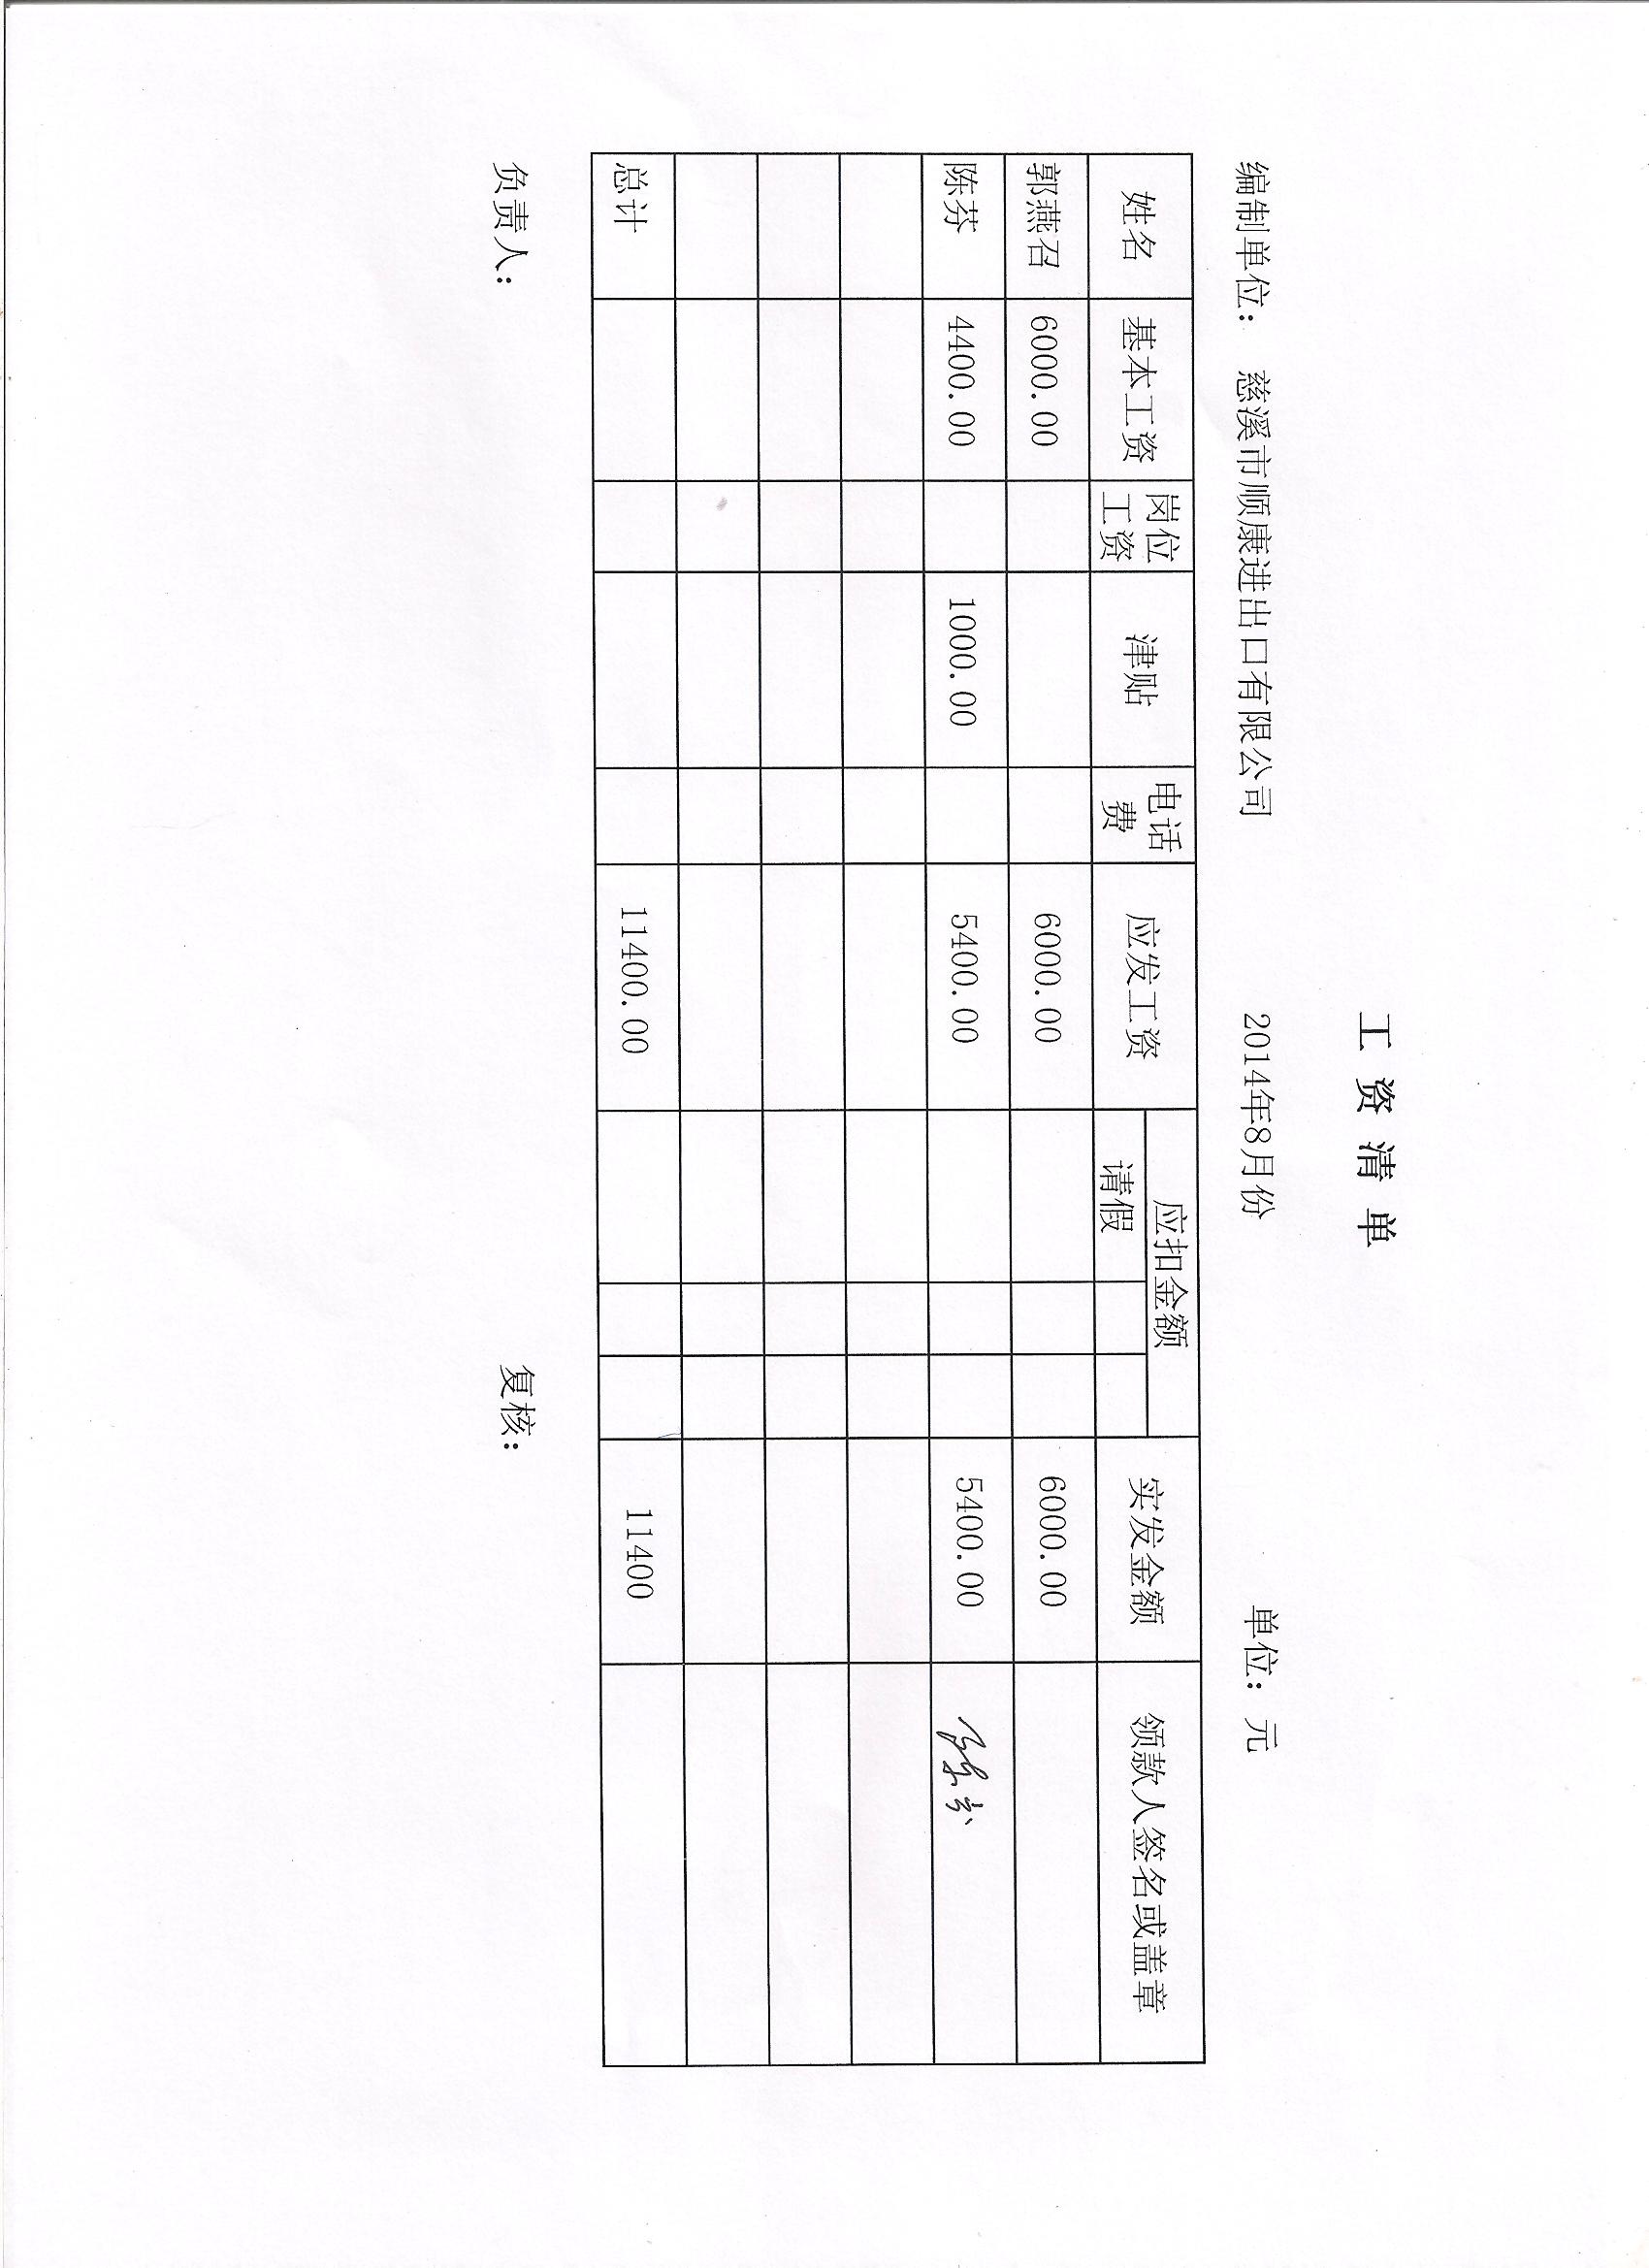 工 资 清 单
编制单位： 慈溪市顺康进出口有限公司 2014年8月份 单位：元
姓名 基本工资 岗位工资 津贴 电话费 应发工资 应扣金额 实发金额 领款人签名或盖章
请假
郭燕召 6000.00 6000.00 6000.00
陈芬 4400.00 1000.00 5400.00 5400.00 陈芬
总计 11400.00 11400
负责人： 复核：